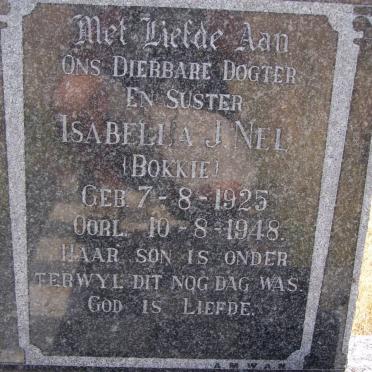 Met Liefde Aan
Ons Dierbare Dogter
En Suster
Isabella J. Nel
(Bokkie)
Geb. 7-8-1925
Oorl. 10-8-1948.
Haar son is onder
terwyl dit nog dag was.
God is Liefde.